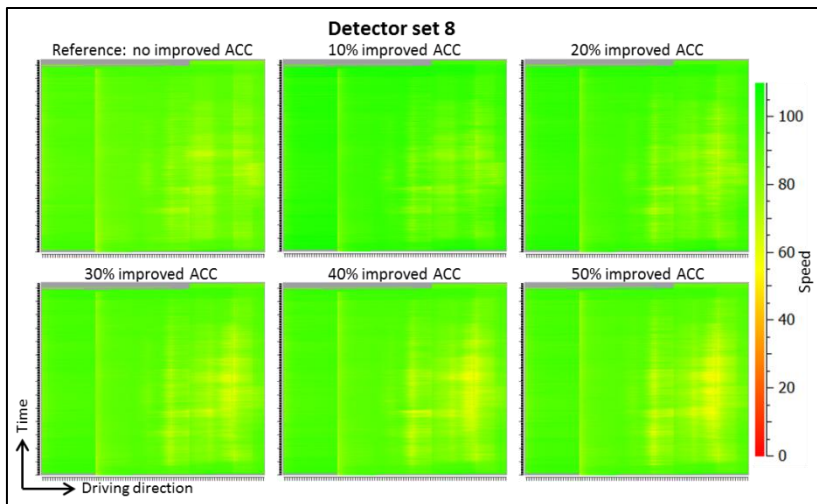 Detector set 8
Reference: no improved ACC
10% improved ACC
20% improved ACC
30% improved ACC
40% improved ACC
50% improved ACC
100
80
60
40
20
0
Speed
Time
Driving direction